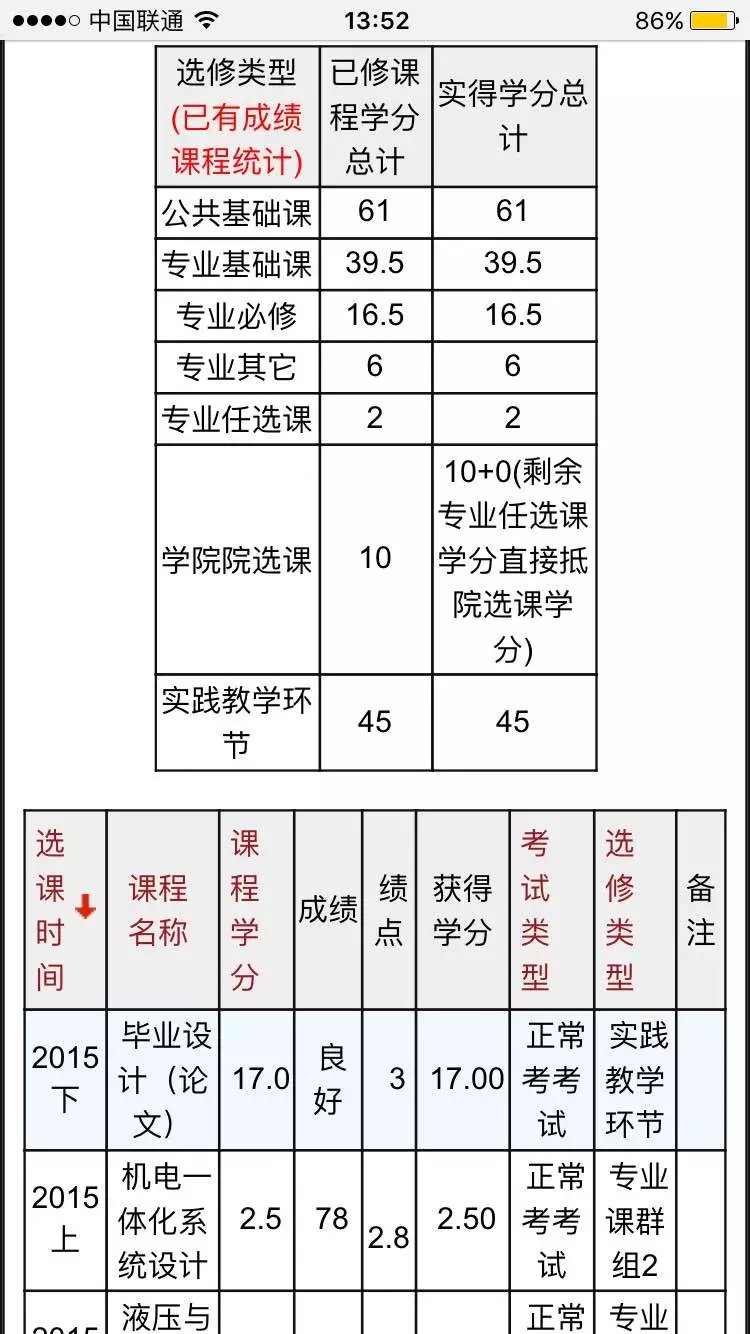 中国联通 13:52 86%
选修类型
(已有成绩
课程统计)
已修课
程学分
总计
实得学分总
计
公共基础课 61 61
专业基础课 39.5 39.5
专业必修 16.5 16.5
专业其它 6 6
专业任选课 2 2
学院院选课 10
10+0(剩余
专业任选课
学分直接抵
院选课学
分)
实践教学环
节
45 45
选
课
时
间
课程
名称
课
程
学
分
成绩
绩
点
获得
学分
考
试
类
型
选
修
类
型
备
注
2015
下
毕业设
计（论
文）
17.0
良
好
3
17.00
正常
考考
试
实践
教学
环节
2015
上
机电一
体化系
统设计
2.5
78
2.8
2.50
正常
考考
试
专业
课群
组2
2015
液压与
正常
专业